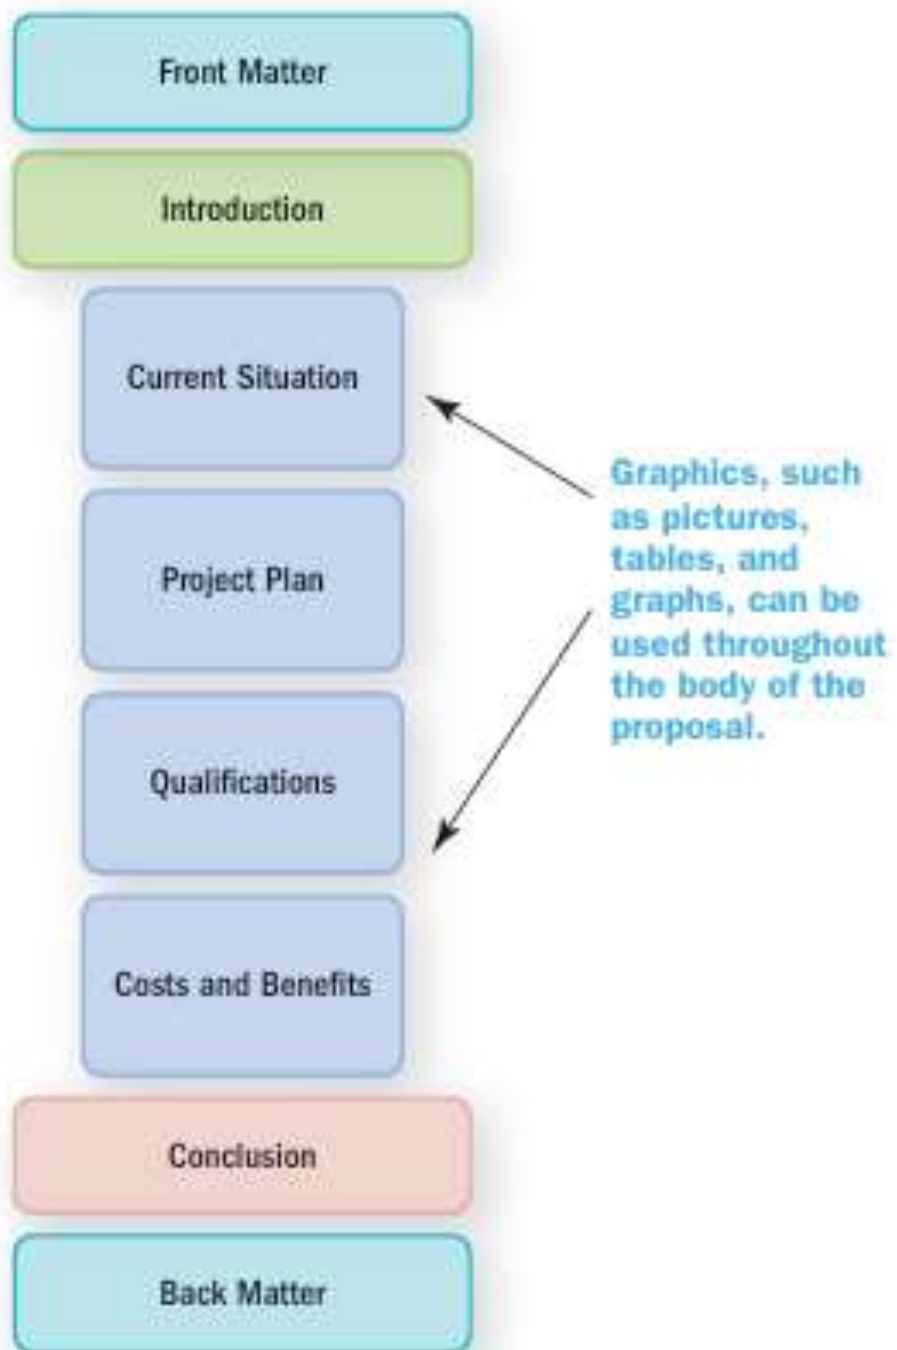 Front Matter
Introduction
Current Situation
Project Plan
Qualifications
Costs and Benefits
Conclusion
Back Matter
Graphics, such
as pictures,
tables, and
graphs, can be
used throughout
the body of the
proposal.